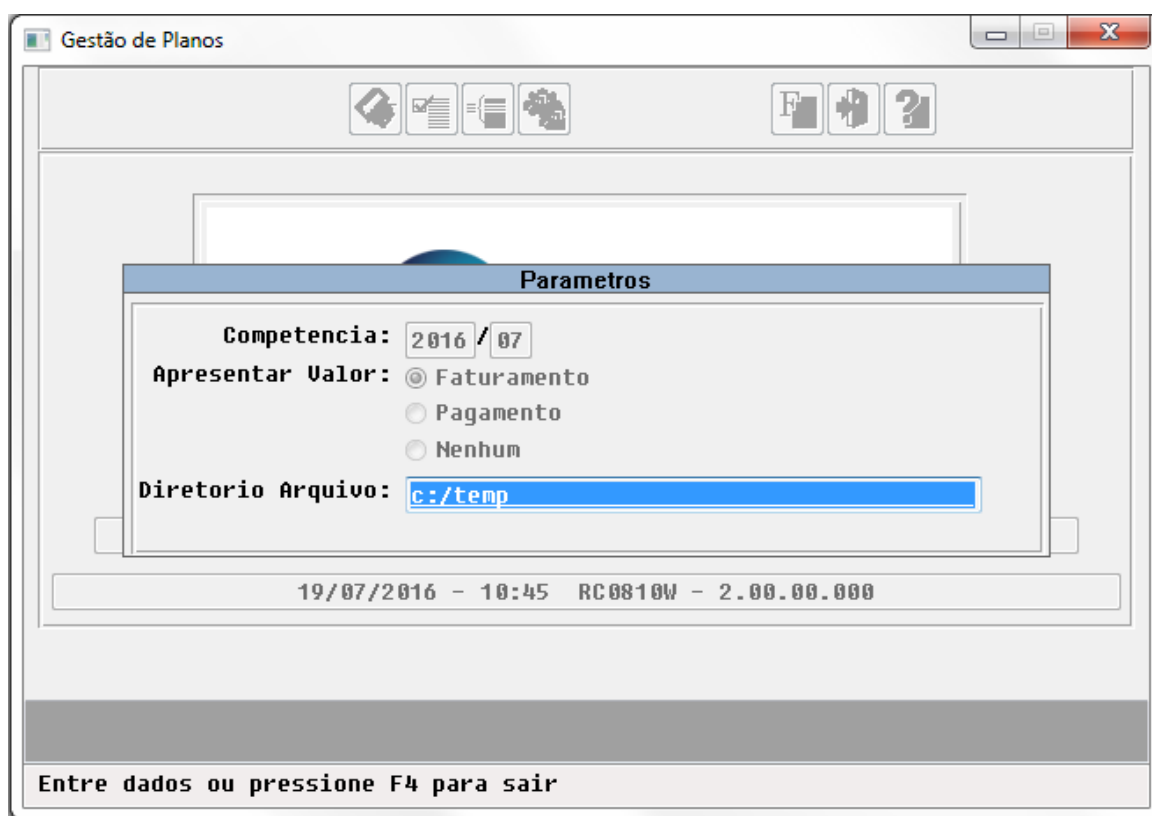 Gestão de Planos
F ?
Parametros
Competencia: 2016 / 07
Apresentar Valor: Faturamento
Pagamento
Nenhum
Diretorio Arquivo: c:/temp
19/07/2016 - 10:45 RC0810W - 2.00.00.000
Entre dados ou pressione F4 para sair